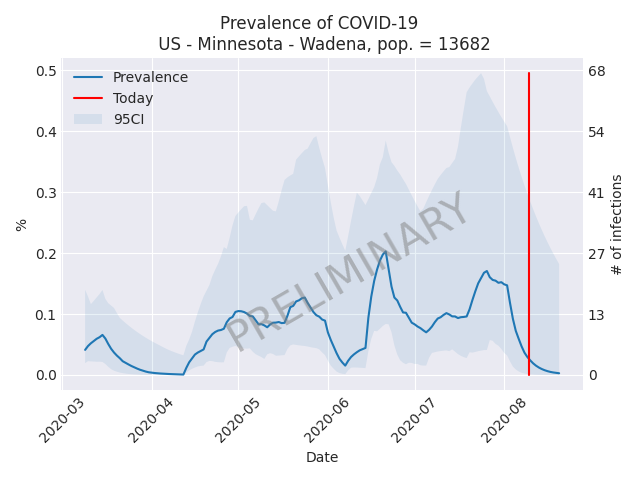 Prevalence of COVID-19
US - Minnesota - Wadena, pop. = 13682
Prevalence
Today
95CI
PRELIMINARY
%
0.5
0.4
0.3
0.2
0.1
0.0
68
54
41
27
13
0
# of infections
2020-03
2020-04
2020-05
2020-06
2020-07
2020-08
Date